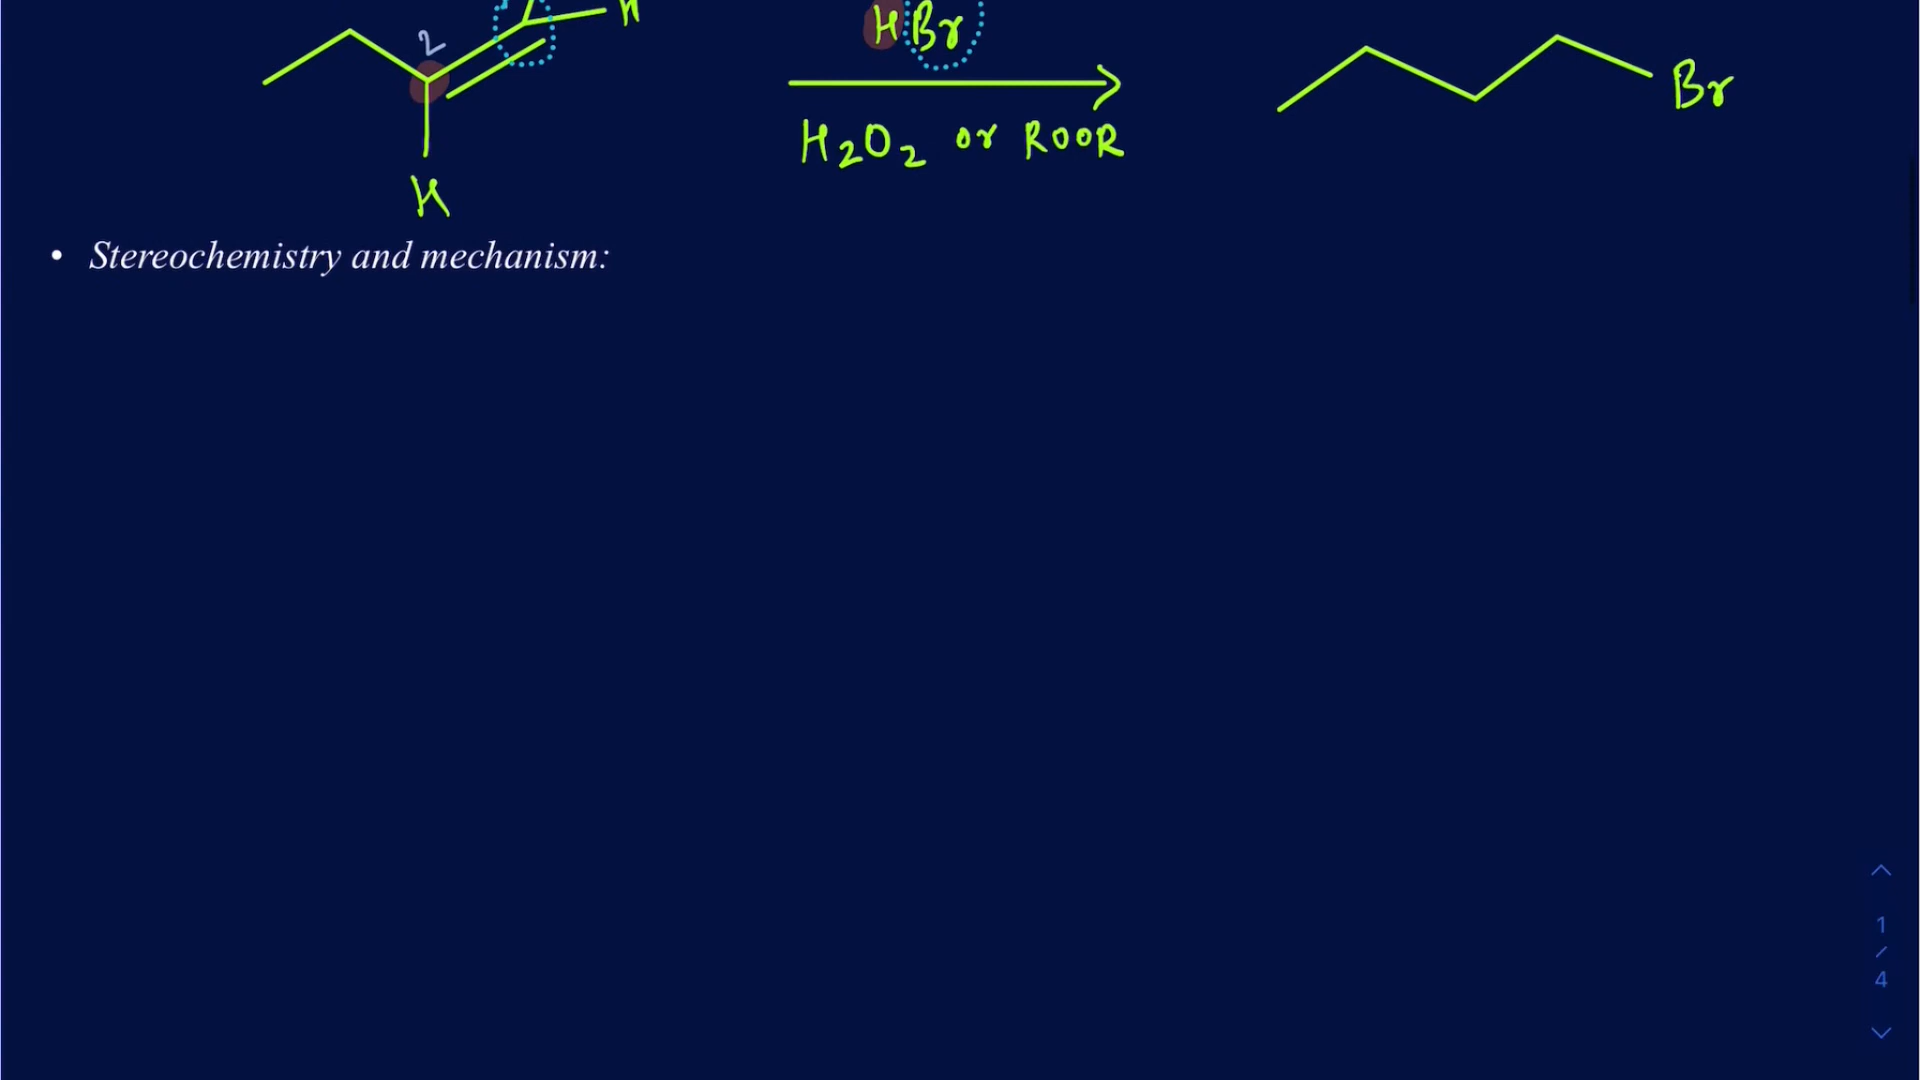 H
2
HBr
Br
H2O2 or ROOR
H
• Stereochemistry and mechanism:
1
/
4